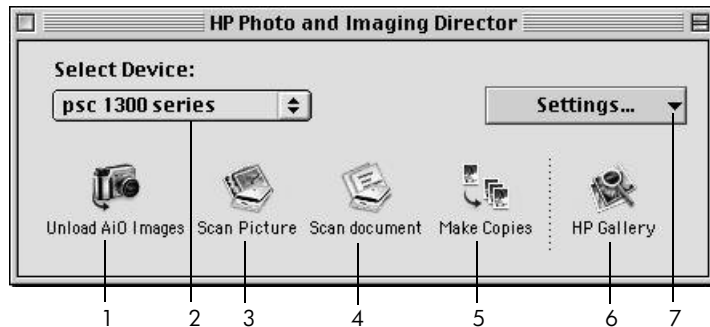 HP Photo and Imaging Director
Select Device:
psc 1300 series
Settings...
Unload AiO Images Scan Picture Scan document Make Copies HP Gallery
1 2 3 4 5 6 7